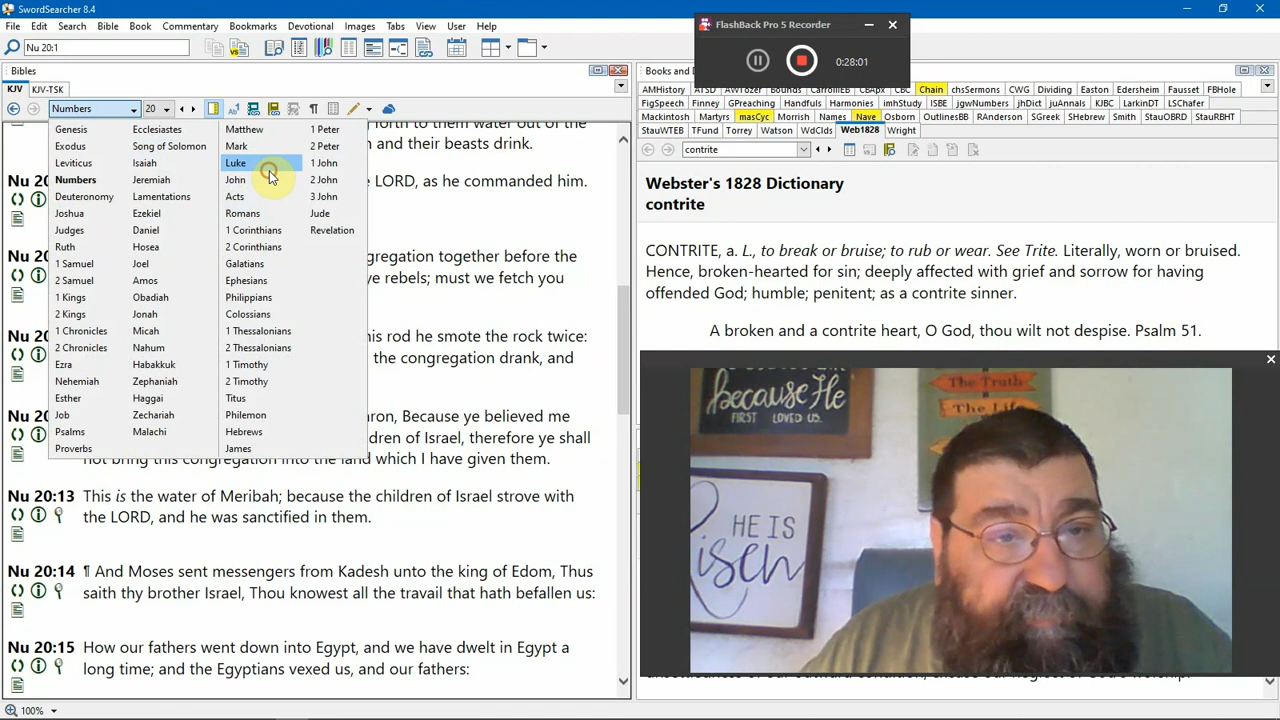 SwordSearcher 8.4
File Edit Search Bible Book Commentary Bookmarks Devotional Images Tabs View User Help
Nu 20:1
FlashBack Pro 5 Recorder
0:28:01
Bibles
KJV KJV-TSK
Numbers 20
Genesis Ecclesiastes Matthew 1 Peter
Exodus Song of Solomon Mark 2 Peter
Leviticus Isaiah Luke 1 John
Numbers Jeremiah John 2 John
Deuteronomy Lamentations Acts 3 John
Joshua Ezekiel Romans Jude
Judges Daniel 1 Corinthians Revelation
Ruth Hosea 2 Corinthians
1 Samuel Joel Galatians
2 Samuel Amos Ephesians
1 Kings Obadiah Philippians
2 Kings Jonah Colossians
1 Chronicles Micah 1 Thessalonians
2 Chronicles Nahum 2 Thessalonians
Ezra Habakkuk 1 Timothy
Nehemiah Zephaniah 2 Timothy
Esther Haggai Titus
Job Zechariah Philemon
Psalms Malachi Hebrews
Proverbs James
forth to them water out of the
and their beasts drink.
Nu 20
LORD, as he commanded him.
Nu 20
gregation together before the
ye rebels; must we fetch you
Nu 20
his rod he smote the rock twice:
the congregation drank, and
Nu 20
aron, Because ye believed me
ldren of Israel, therefore ye shall
not bring this congregation into the land which I have given them.
Nu 20:13 This is the water of Meribah; because the children of Israel strove with
the LORD, and he was sanctified in them.
Nu 20:14 ¶ And Moses sent messengers from Kadesh unto the king of Edom, Thus
saith thy brother Israel, Thou knowest all the travail that hath befallen us:
Nu 20:15 How our fathers went down into Egypt, and we have dwelt in Egypt a
long time; and the Egyptians vexed us, and our fathers:
100%
Books and D
AMHistory ATSD Chain chsSermons CWG Dividing Easton Edersheim Fausset FBHole
FigSpeech Finney GPreaching Handfuls Harmonies imhStudy ISBE jgwNumbers jhDict juAnnals KJBC LarkinDT LSChafer
Mackintosh Martyrs masCyc Morrish Names Nave Osborn OutlinesBB RAnderson SGreek SHebrew Smith StauOBRD StauRBHT
StauWTEB TFund Torrey Watson WdClds Web1828 Wright
contrite
Webster's 1828 Dictionary
contrite
CONTRITE, a. L., to break or bruise; to rub or wear. See Trite. Literally, worn or bruised.
Hence, broken-hearted for sin; deeply affected with grief and sorrow for having
offended God; humble; penitent; as a contrite sinner.
A broken and a contrite heart, O God, thou wilt not despise. Psalm 51.
because He
FIRST LOVED US.
The Truth
The Life
HE IS
Risen